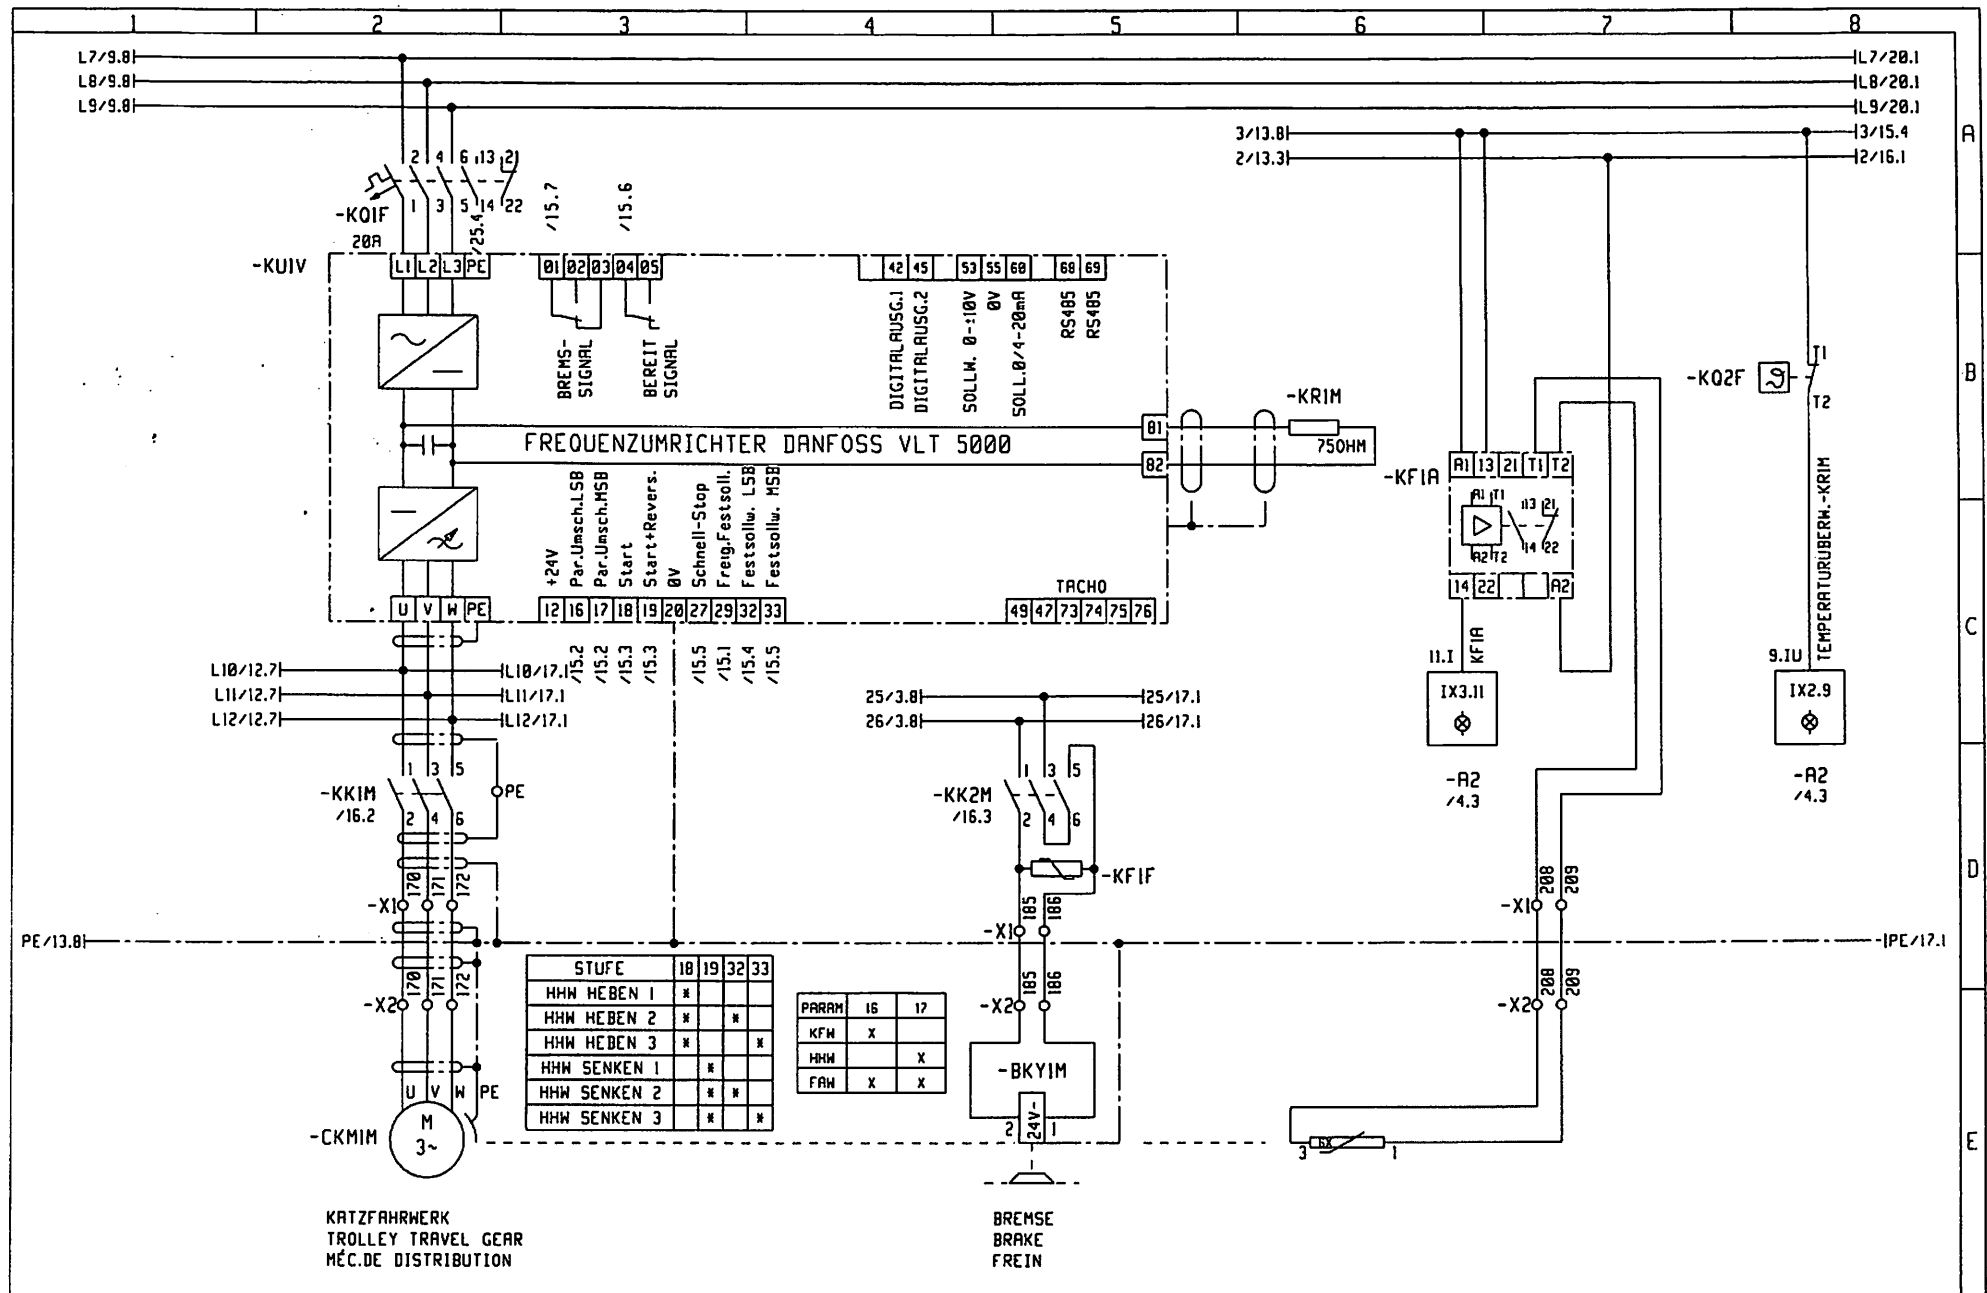 1 2 3 4 5 6 7 8
L7/9.8 L7/20.1
L8/9.8 L8/20.1
L9/9.8 L9/20.1
3/13.8 3/15.4
2/13.3 2/16.1
A
B
C
D
E
2 4 6 13 21
1 3 5 14 22
-KQ1F
20A
/25.4
/15.7
/15.6
-KU1V
L1 L2 L3 PE
01 02 03 04 05
42 45 53 55 60 68 69
BREMS-
SIGNAL
BEREIT
SIGNAL
DIGITALAUSG.1
DIGITALAUSG.2
SOLLW. 0-±10V
0V
SOLL.0/4-20mA
RS485
RS485
FREQUENZUMRICHTER DANFOSS VLT 5000
81
82
-KR1M
75OHM
+24V
Par.Umsch.LSB
Par.Umsch.MSB
Start
Start+Revers.
0V
Schnell-Stop
Freig.Festsoll.
Festsollw. LSB
Festsollw. MSB
U V W PE
12 16 17 18 19 20 27 29 32 33
TACHO
49 47 73 74 75 76
/15.2
/15.2
/15.3
/15.3
/15.5
/15.1
/15.4
/15.5
-KF1A
A1 13 21 T1 T2
A1 T1 13 21
A2 T2 14 22
14 22 A2
-KQ2F
T1
T2
TEMPERATURÜBERW.-KR1M
11.I
KF1A
1X3.11
-A2
/4.3
9.IU
1X2.9
-A2
/4.3
L10/12.7 L10/17.1
L11/12.7 L11/17.1
L12/12.7 L12/17.1
25/3.8 25/17.1
26/3.8 26/17.1
-KK1M
/16.2
1 3 5
2 4 6
PE
-KK2M
/16.3
1 3 5
2 4 6
-KF1F
170 171 172
-X1
185 186
-X1
208 209
-X1
PE/13.8 PE/17.1
170 171 172
-X2
185 186
-X2
208 209
-X2
STUFE 18 19 32 33
HHW HEBEN 1 *
HHW HEBEN 2 * *
HHW HEBEN 3 * *
HHW SENKEN 1 *
HHW SENKEN 2 * *
HHW SENKEN 3 * *
PARAM 16 17
KFW X
HHW X
FAW X X
U V W PE
M
3~
-CKM1M
-BKY1M
24V-
2 1
6X
3 1
KATZFAHRWERK
TROLLEY TRAVEL GEAR
MÉC.DE DISTRIBUTION
BREMSE
BRAKE
FREIN